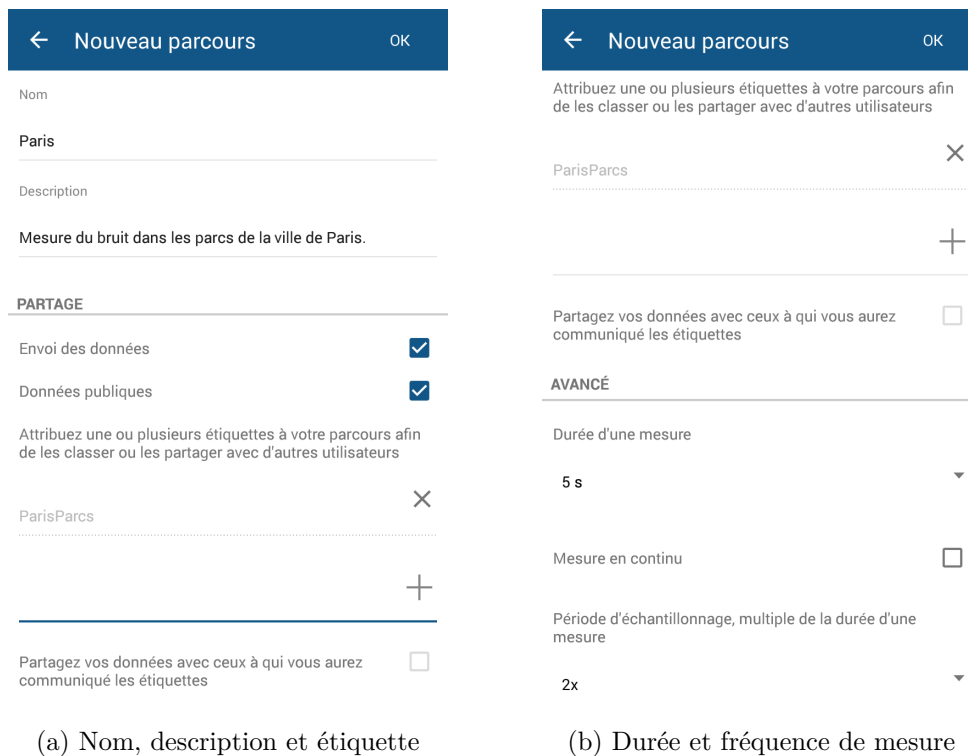 Nouveau parcours
OK
Nom
Paris
Description
Mesure du bruit dans les parcs de la ville de Paris.
PARTAGE
Envoi des données
Données publiques
Attribuez une ou plusieurs étiquettes à votre parcours afin
de les classer ou les partager avec d'autres utilisateurs
ParisParcs
Partagez vos données avec ceux à qui vous aurez
communiqué les étiquettes
(a) Nom, description et étiquette
Nouveau parcours
OK
Attribuez une ou plusieurs étiquettes à votre parcours afin
de les classer ou les partager avec d'autres utilisateurs
ParisParcs
Partagez vos données avec ceux à qui vous aurez
communiqué les étiquettes
AVANCÉ
Durée d'une mesure
5 s
Mesure en continu
Période d'échantillonnage, multiple de la durée d'une
mesure
2x
(b) Durée et fréquence de mesure